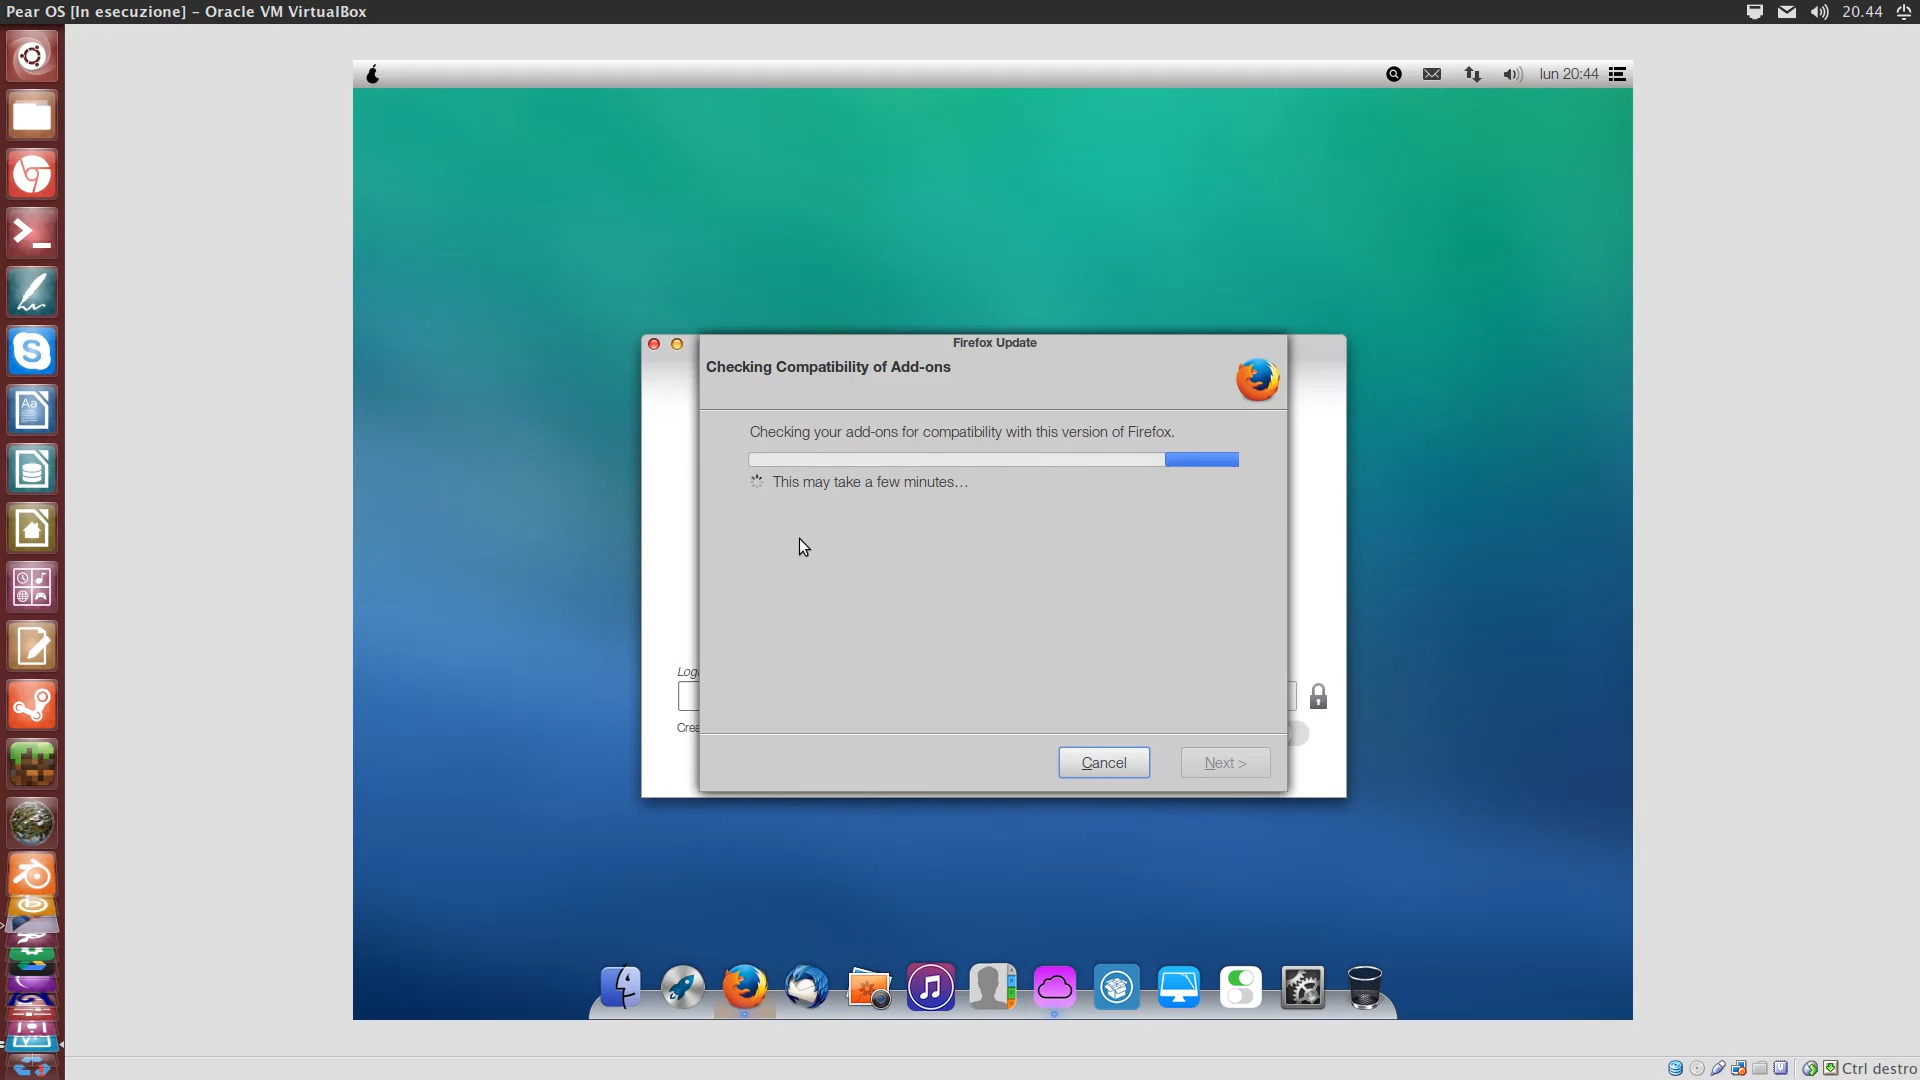 Pear OS [In esecuzione] - Oracle VM VirtualBox
20.44
lun 20:44
Firefox Update
Checking Compatibility of Add-ons
Checking your add-ons for compatibility with this version of Firefox.
This may take a few minutes…
Logi
Crea
Cancel
Next >
Ctrl destro